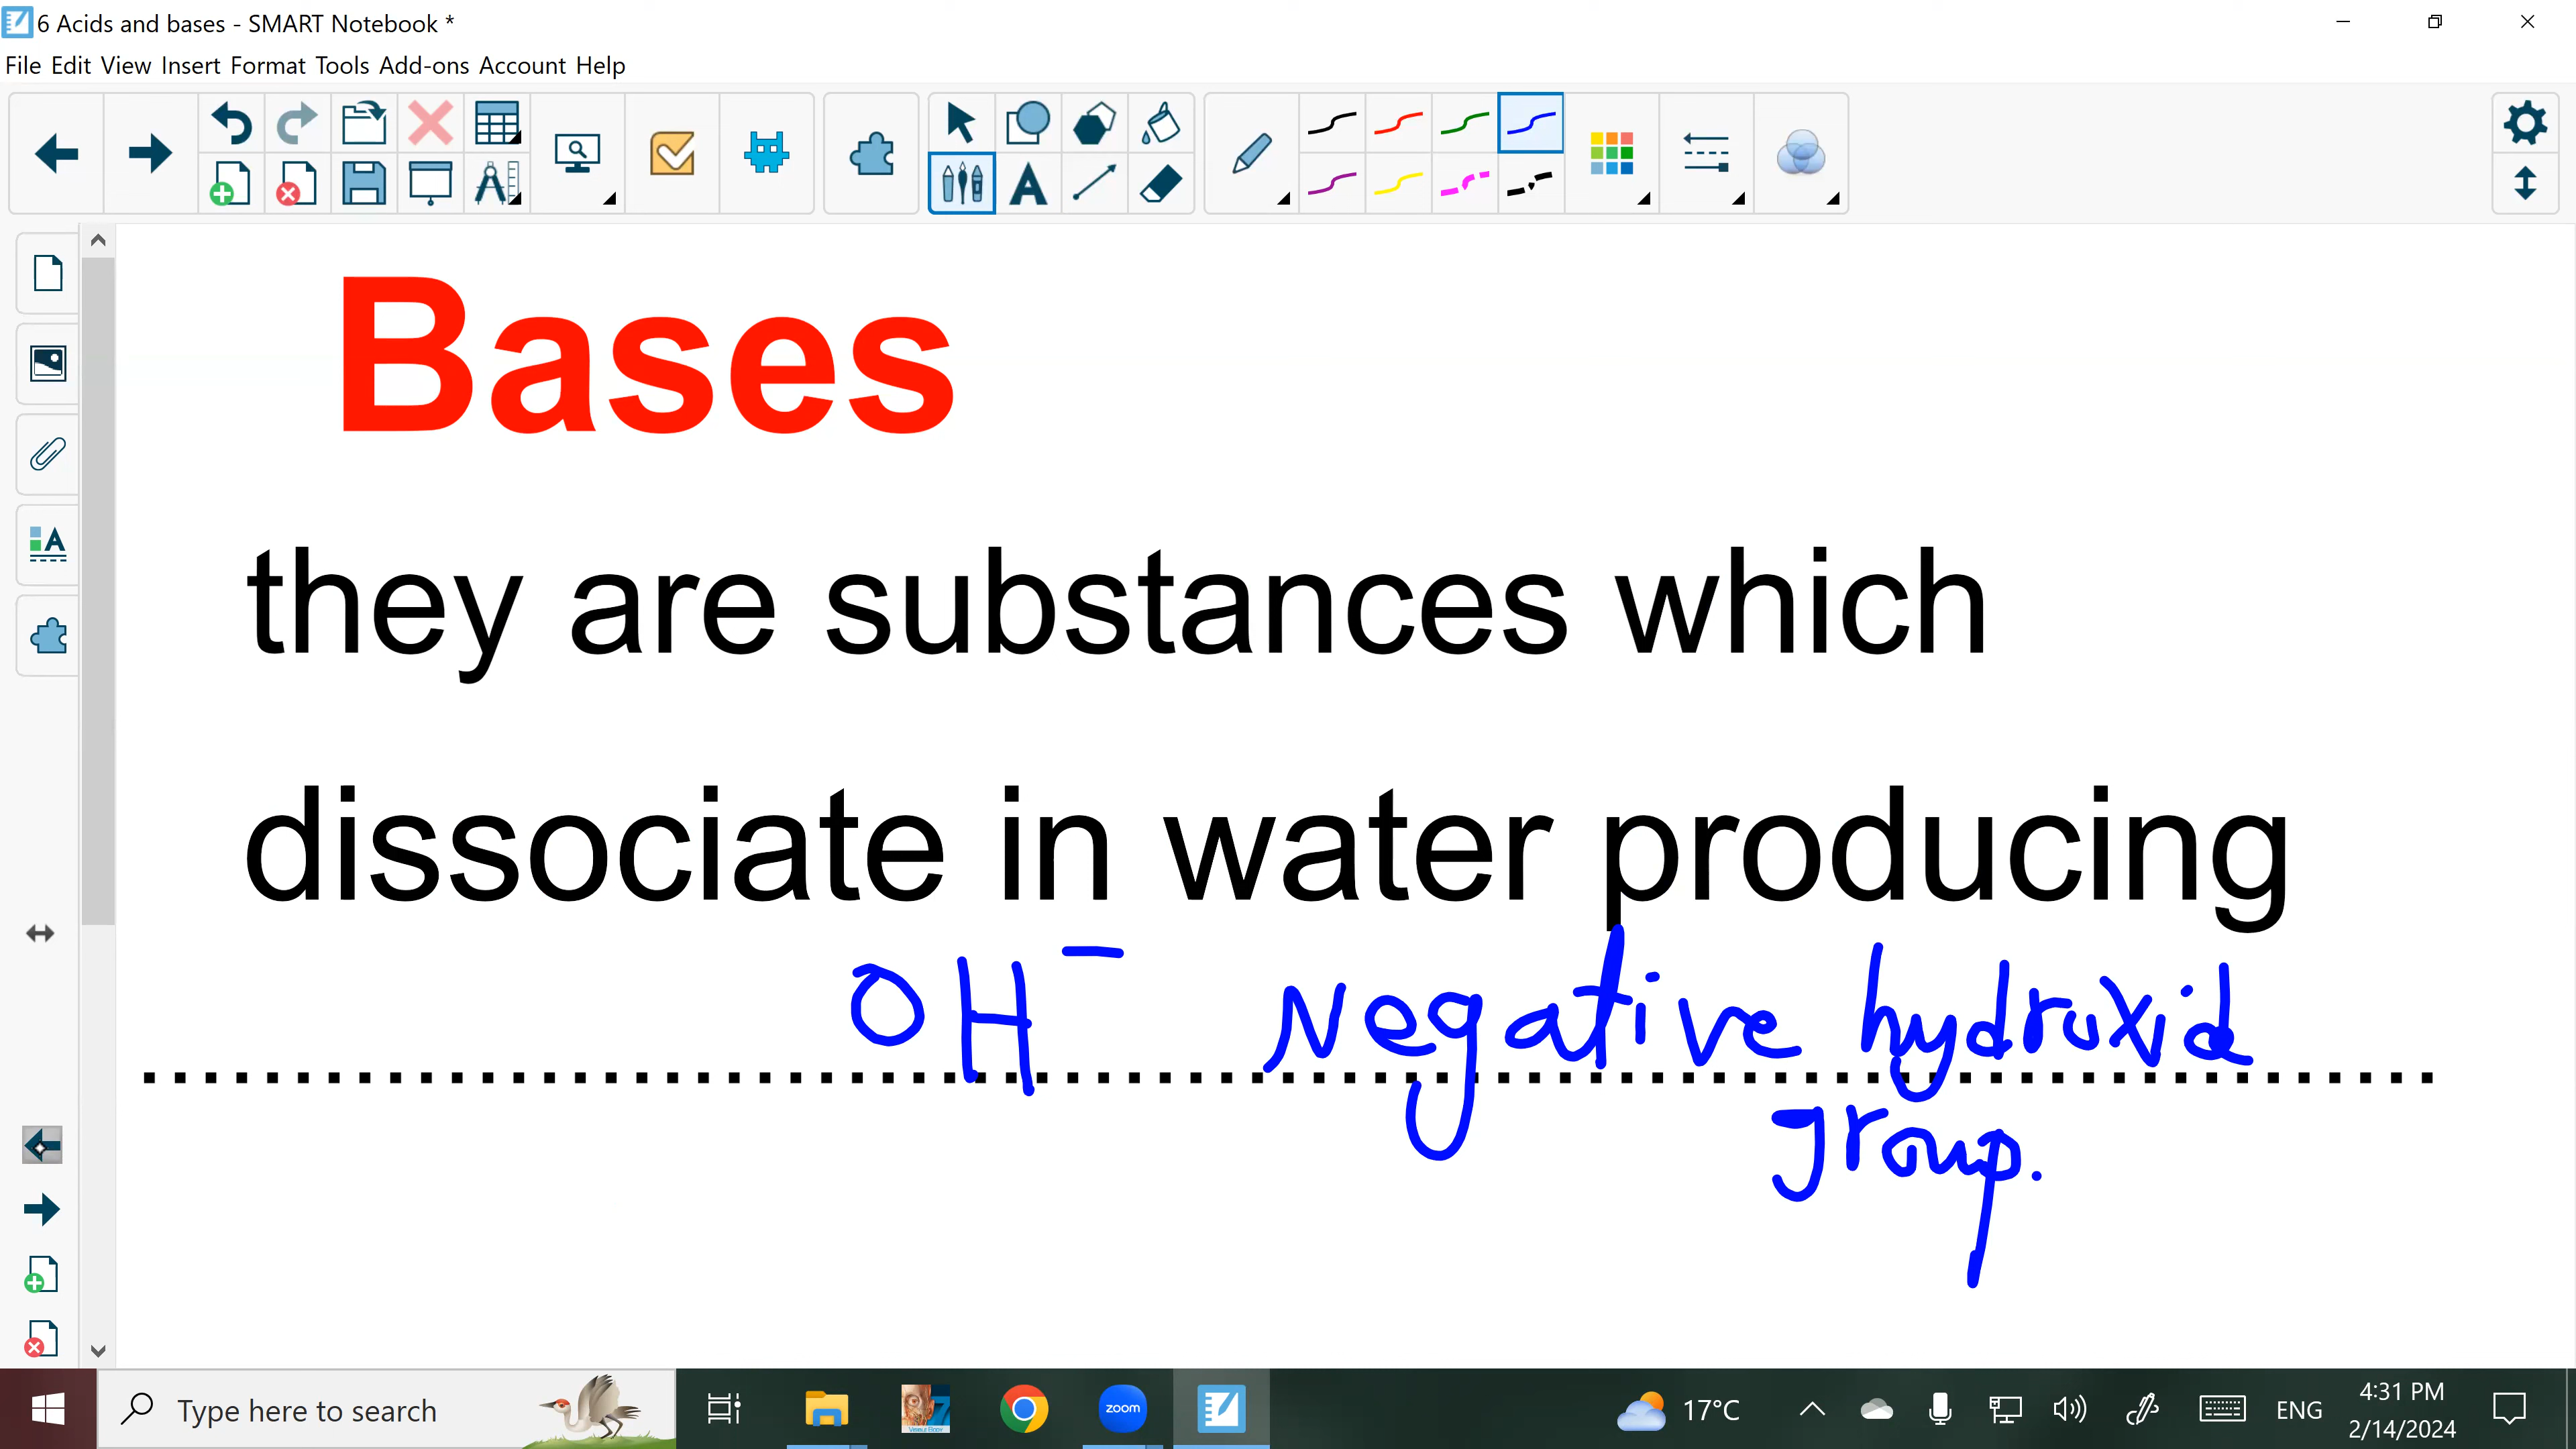 6 Acids and bases - SMART Notebook *
File Edit View Insert Format Tools Add-ons Account Help
Bases
they are substances which
dissociate in water producing
OH⁻ Negative hydroxid
group.
Type here to search
zoom
17°C
ENG
4:31 PM
2/14/2024